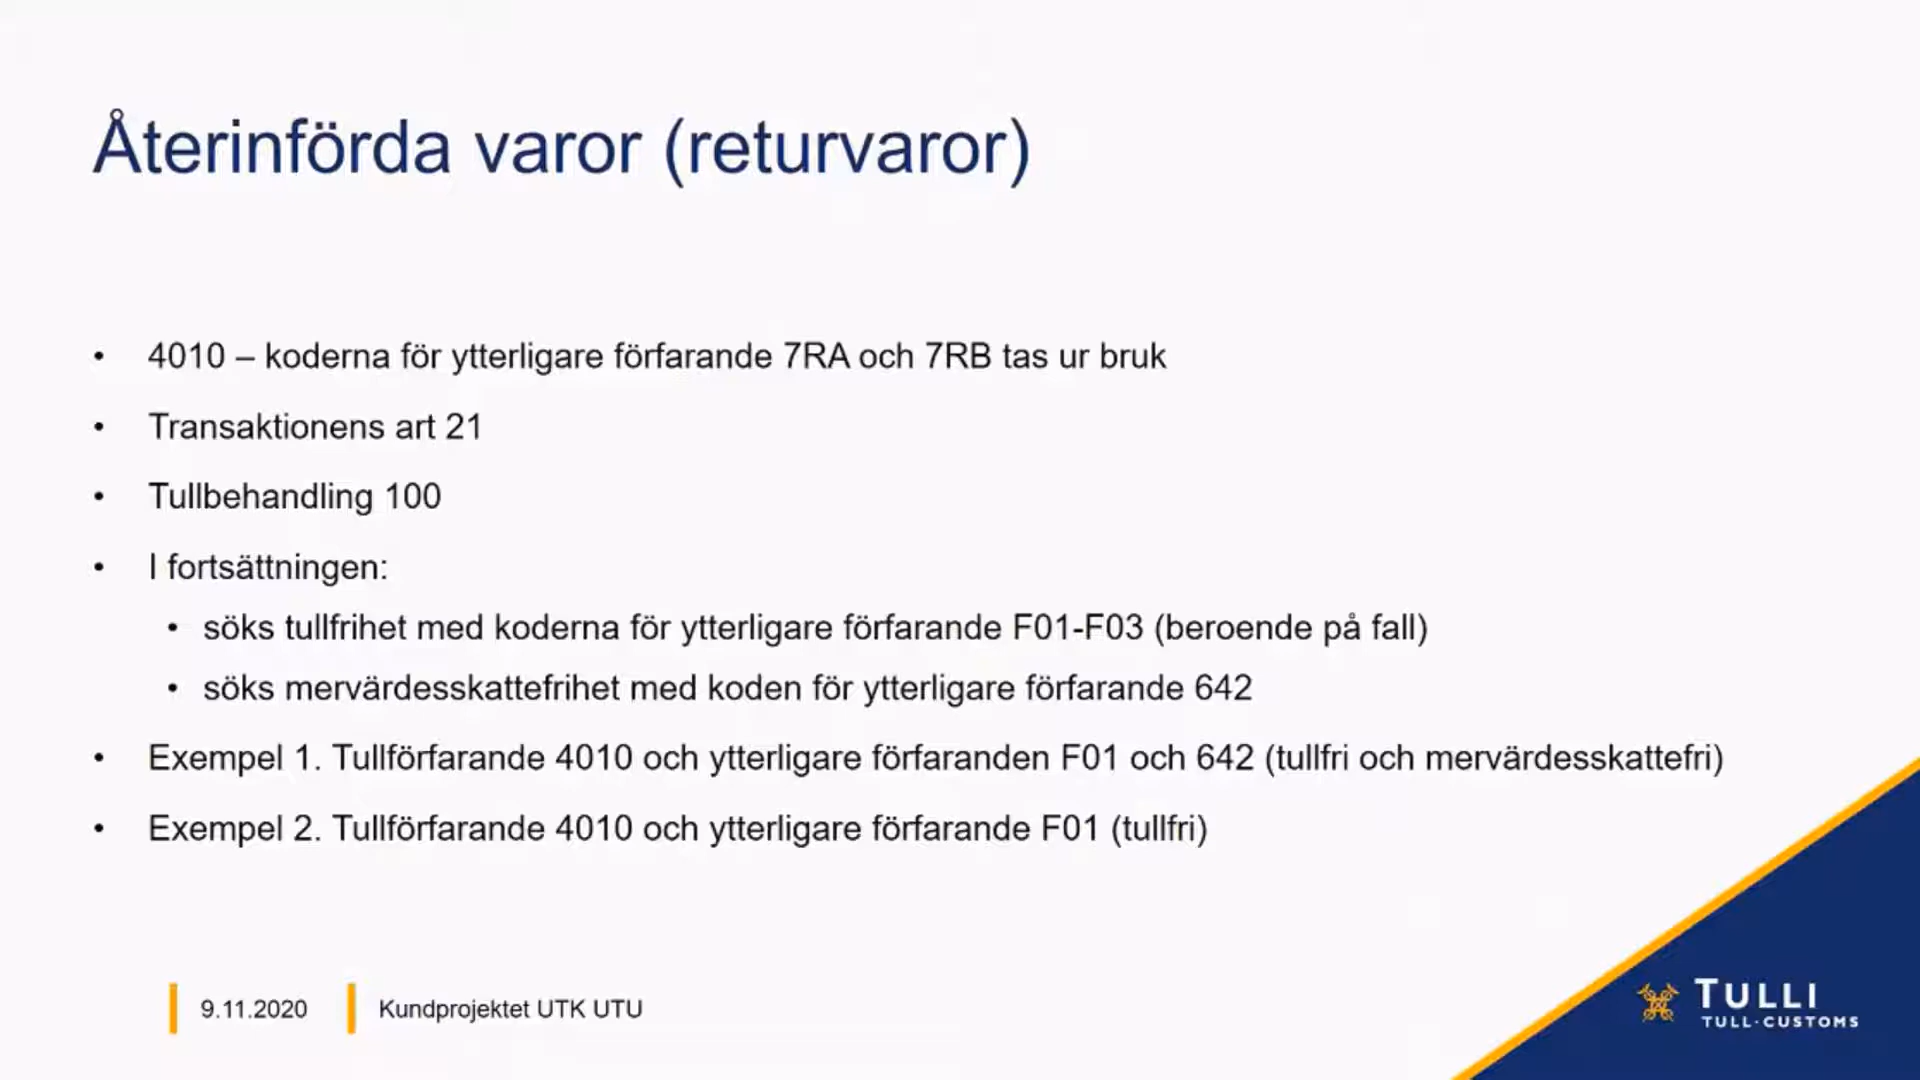 Återinförda varor (returvaror)
• 4010 – koderna för ytterligare förfarande 7RA och 7RB tas ur bruk
• Transaktionens art 21
• Tullbehandling 100
• I fortsättningen:
• söks tullfrihet med koderna för ytterligare förfarande F01-F03 (beroende på fall)
• söks mervärdesskattefrihet med koden för ytterligare förfarande 642
• Exempel 1. Tullförfarande 4010 och ytterligare förfaranden F01 och 642 (tullfri och mervärdesskattefri)
• Exempel 2. Tullförfarande 4010 och ytterligare förfarande F01 (tullfri)
9.11.2020 Kundprojektet UTK UTU
TULLI
TULL·CUSTOMS